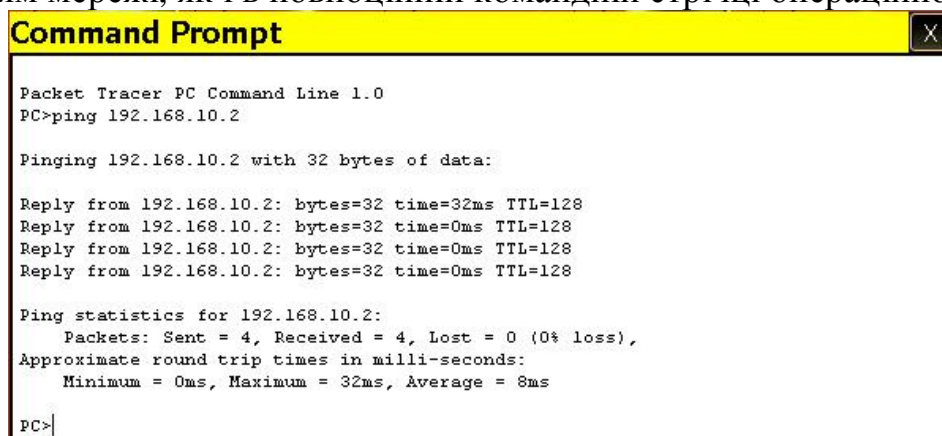 мережі, як і в повноцінній командній стрічці
Command Prompt
X
Packet Tracer PC Command Line 1.0
PC>ping 192.168.10.2
Pinging 192.168.10.2 with 32 bytes of data:
Reply from 192.168.10.2: bytes=32 time=32ms TTL=128
Reply from 192.168.10.2: bytes=32 time=0ms TTL=128
Reply from 192.168.10.2: bytes=32 time=0ms TTL=128
Reply from 192.168.10.2: bytes=32 time=0ms TTL=128
Ping statistics for 192.168.10.2:
Packets: Sent = 4, Received = 4, Lost = 0 (0% loss),
Approximate round trip times in milli-seconds:
Minimum = 0ms, Maximum = 32ms, Average = 8ms
PC>